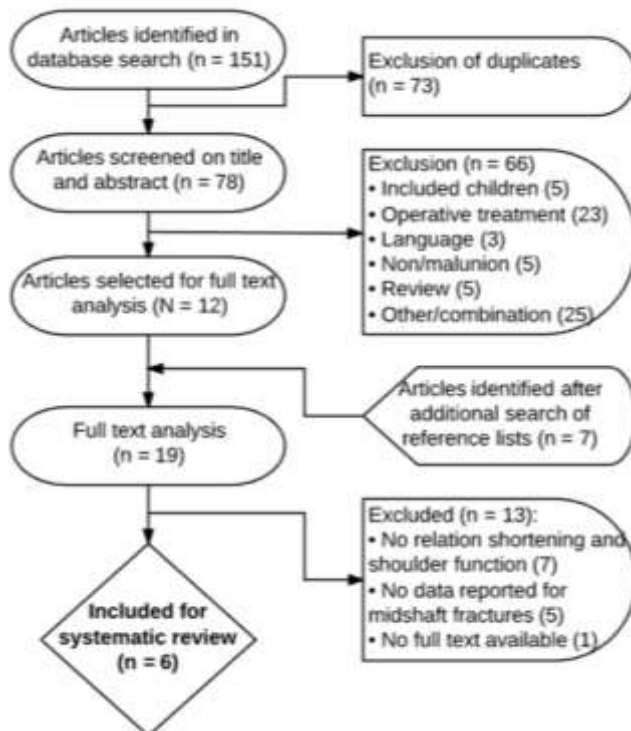 Articles identified in
database search (n = 151)
Exclusion of duplicates
(n = 73)
Articles screened on title
and abstract (n = 78)
Exclusion (n = 66)
• Included children (5)
• Operative treatment (23)
• Language (3)
• Non/malunion (5)
• Review (5)
• Other/combination (25)
Articles selected for full text
analysis (N = 12)
Articles identified after
additional search of
reference lists (n = 7)
Full text analysis
(n = 19)
Excluded (n = 13):
• No relation shortening and
shoulder function (7)
• No data reported for
midshaft fractures (5)
• No full text available (1)
Included for
systematic review
(n = 6)